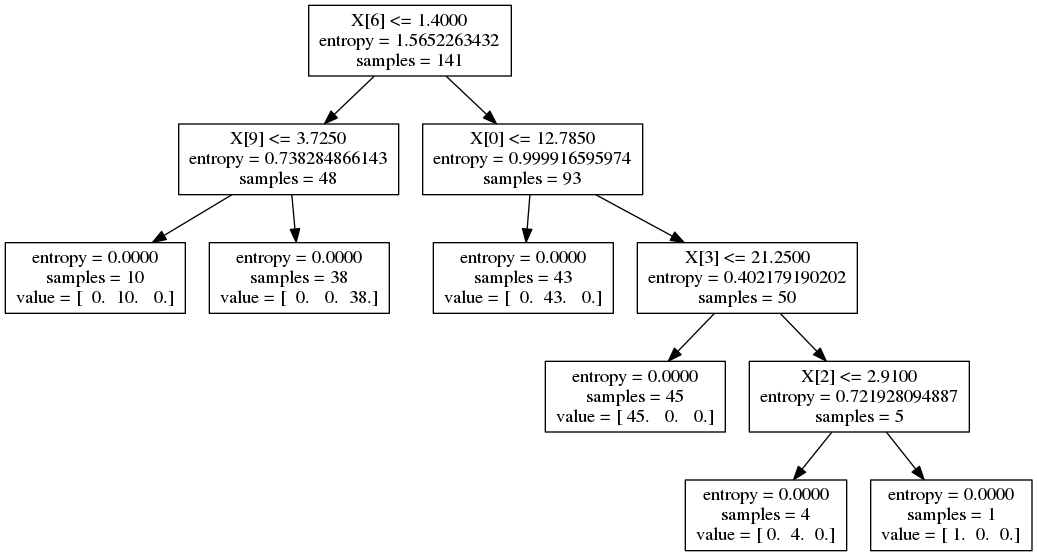 X[6] <= 1.4000
entropy = 1.5652263432
samples = 141
X[9] <= 3.7250
entropy = 0.738284866143
samples = 48
X[0] <= 12.7850
entropy = 0.999916595974
samples = 93
entropy = 0.0000
samples = 10
value = [ 0. 10. 0.]
entropy = 0.0000
samples = 38
value = [ 0. 0. 38.]
entropy = 0.0000
samples = 43
value = [ 0. 43. 0.]
X[3] <= 21.2500
entropy = 0.402179190202
samples = 50
entropy = 0.0000
samples = 45
value = [ 45. 0. 0.]
X[2] <= 2.9100
entropy = 0.721928094887
samples = 5
entropy = 0.0000
samples = 4
value = [ 0. 4. 0.]
entropy = 0.0000
samples = 1
value = [ 1. 0. 0.]